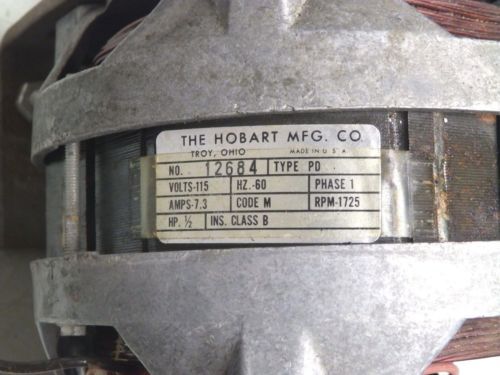 THE HOBART MFG. CO.
TROY, OHIO MADE IN U S A
NO. 12684 TYPE PD
VOLTS-115 HZ.-60 PHASE 1
AMPS-7.3 CODE M RPM-1725
HP. ½ INS. CLASS B